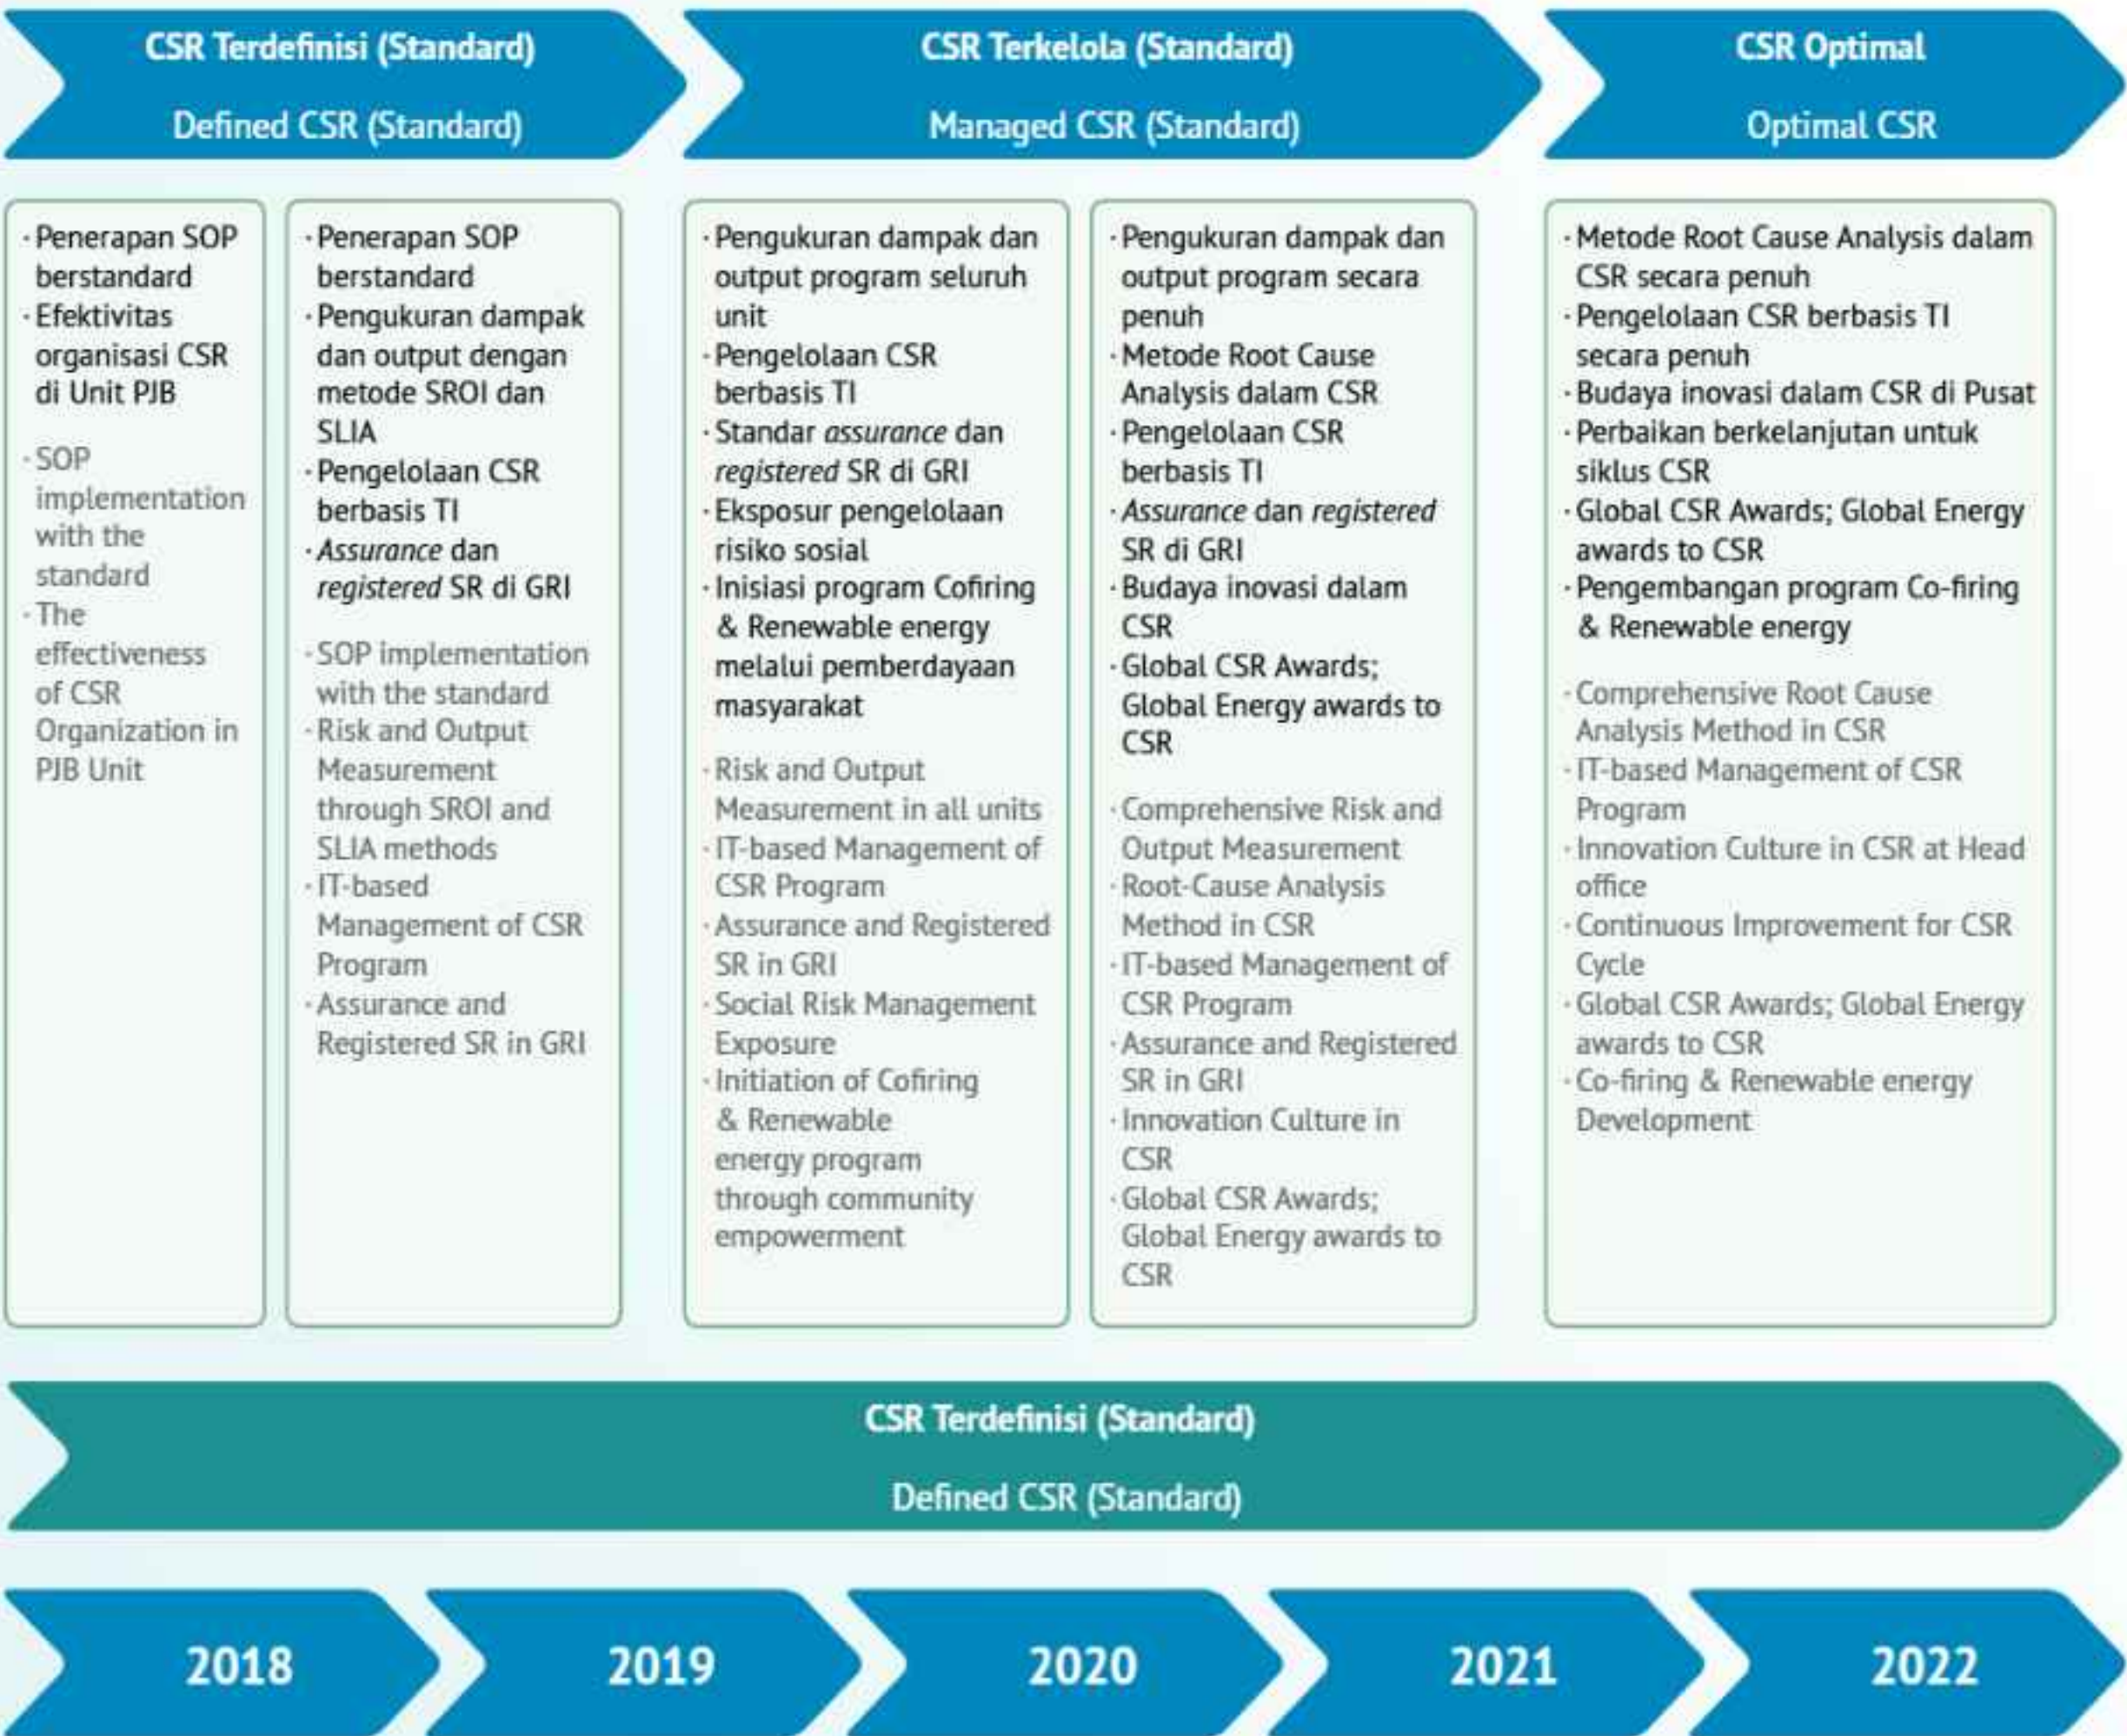 CSR Terdefinisi (Standard)
Defined CSR (Standard)
CSR Terkelola (Standard)
Managed CSR (Standard)
CSR Optimal
Optimal CSR
· Penerapan SOP
berstandard
· Efektivitas
organisasi CSR
di Unit PJB
· SOP
implementation
with the
standard
· The
effectiveness
of CSR
Organization in
PJB Unit
· Penerapan SOP
berstandard
· Pengukuran dampak
dan output dengan
metode SROI dan
SLIA
· Pengelolaan CSR
berbasis TI
· Assurance dan
registered SR di GRI
· SOP implementation
with the standard
· Risk and Output
Measurement
through SROI and
SLIA methods
· IT-based
Management of CSR
Program
· Assurance and
Registered SR in GRI
· Pengukuran dampak dan
output program seluruh
unit
· Pengelolaan CSR
berbasis TI
· Standar assurance dan
registered SR di GRI
· Eksposur pengelolaan
risiko sosial
· Inisiasi program Cofiring
& Renewable energy
melalui pemberdayaan
masyarakat
· Risk and Output
Measurement in all units
· IT-based Management of
CSR Program
· Assurance and Registered
SR in GRI
· Social Risk Management
Exposure
· Initiation of Cofiring
& Renewable
energy program
through community
empowerment
· Pengukuran dampak dan
output program secara
penuh
· Metode Root Cause
Analysis dalam CSR
· Pengelolaan CSR
berbasis TI
· Assurance dan registered
SR di GRI
· Budaya inovasi dalam
CSR
· Global CSR Awards;
Global Energy awards to
CSR
· Comprehensive Risk and
Output Measurement
· Root-Cause Analysis
Method in CSR
· IT-based Management of
CSR Program
· Assurance and Registered
SR in GRI
· Innovation Culture in
CSR
· Global CSR Awards;
Global Energy awards to
CSR
· Metode Root Cause Analysis dalam
CSR secara penuh
· Pengelolaan CSR berbasis TI
secara penuh
· Budaya inovasi dalam CSR di Pusat
· Perbaikan berkelanjutan untuk
siklus CSR
· Global CSR Awards; Global Energy
awards to CSR
· Pengembangan program Co-firing
& Renewable energy
· Comprehensive Root Cause
Analysis Method in CSR
· IT-based Management of CSR
Program
· Innovation Culture in CSR at Head
office
· Continuous Improvement for CSR
Cycle
· Global CSR Awards; Global Energy
awards to CSR
· Co-firing & Renewable energy
Development
CSR Terdefinisi (Standard)
Defined CSR (Standard)
2018
2019
2020
2021
2022